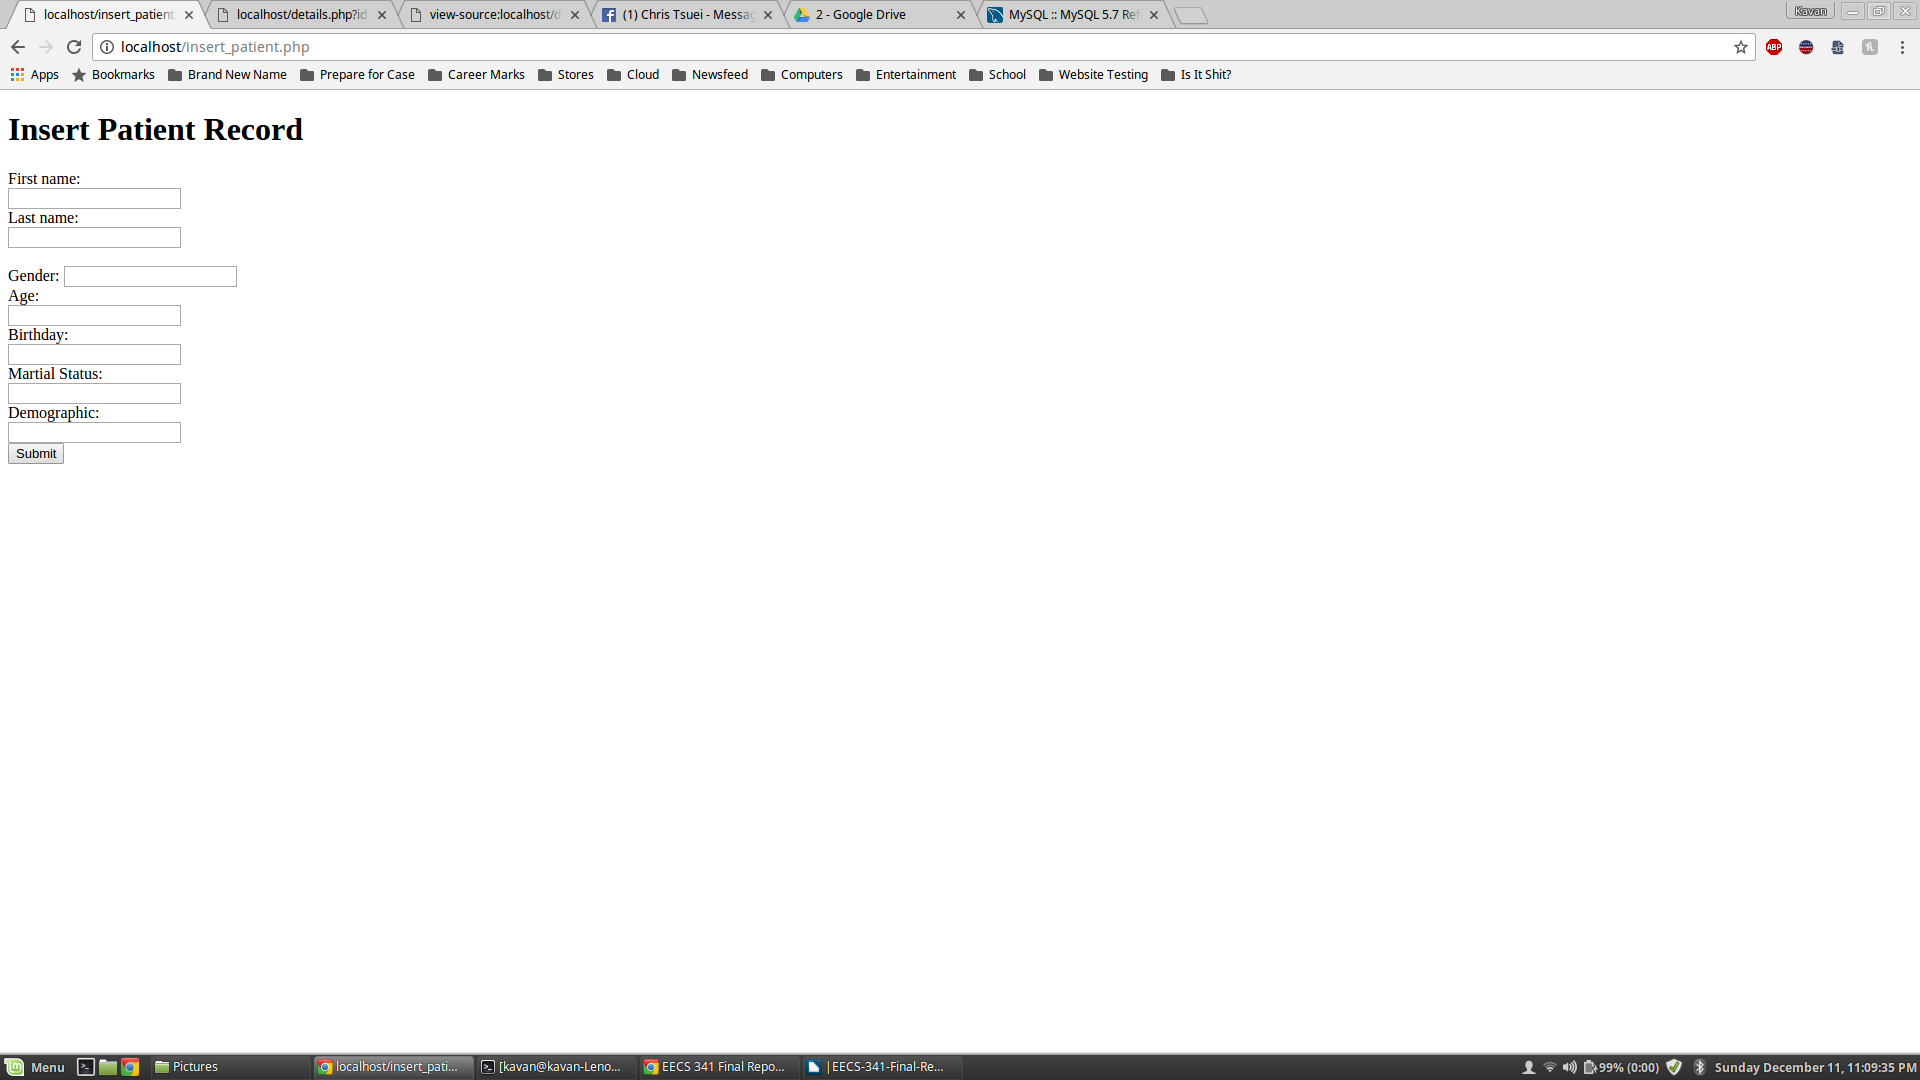 localhost/insert_patient
localhost/details.php?id
view-source:localhost/d
(1) Chris Tsuei - Messag
2 - Google Drive
MySQL :: MySQL 5.7 Ref
Kavan
localhost/insert_patient.php
ABP
Apps
Bookmarks
Brand New Name
Prepare for Case
Career Marks
Stores
Cloud
Newsfeed
Computers
Entertainment
School
Website Testing
Is It Shit?
Insert Patient Record
First name:
Last name:
Gender:
Age:
Birthday:
Martial Status:
Demographic:
Submit
Menu
Pictures
localhost/insert_pati...
[kavan@kavan-Leno...
EECS 341 Final Repo...
|EECS-341-Final-Re...
99% (0:00)
Sunday December 11, 11:09:35 PM